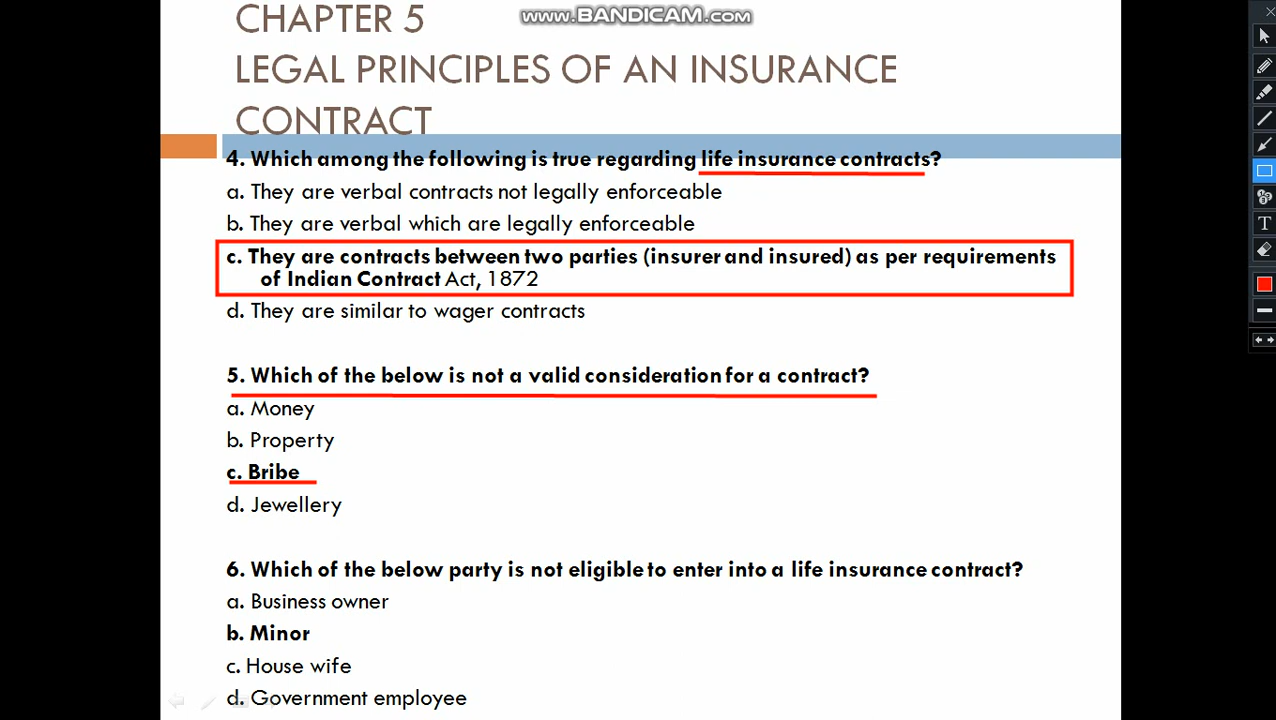 www.BANDICAM.com
CHAPTER 5
LEGAL PRINCIPLES OF AN INSURANCE
CONTRACT
4. Which among the following is true regarding life insurance contracts?
a. They are verbal contracts not legally enforceable
b. They are verbal which are legally enforceable
c. They are contracts between two parties (insurer and insured) as per requirements
of Indian Contract Act, 1872
d. They are similar to wager contracts
5. Which of the below is not a valid consideration for a contract?
a. Money
b. Property
c. Bribe
d. Jewellery
6. Which of the below party is not eligible to enter into a life insurance contract?
a. Business owner
b. Minor
c. House wife
d. Government employee